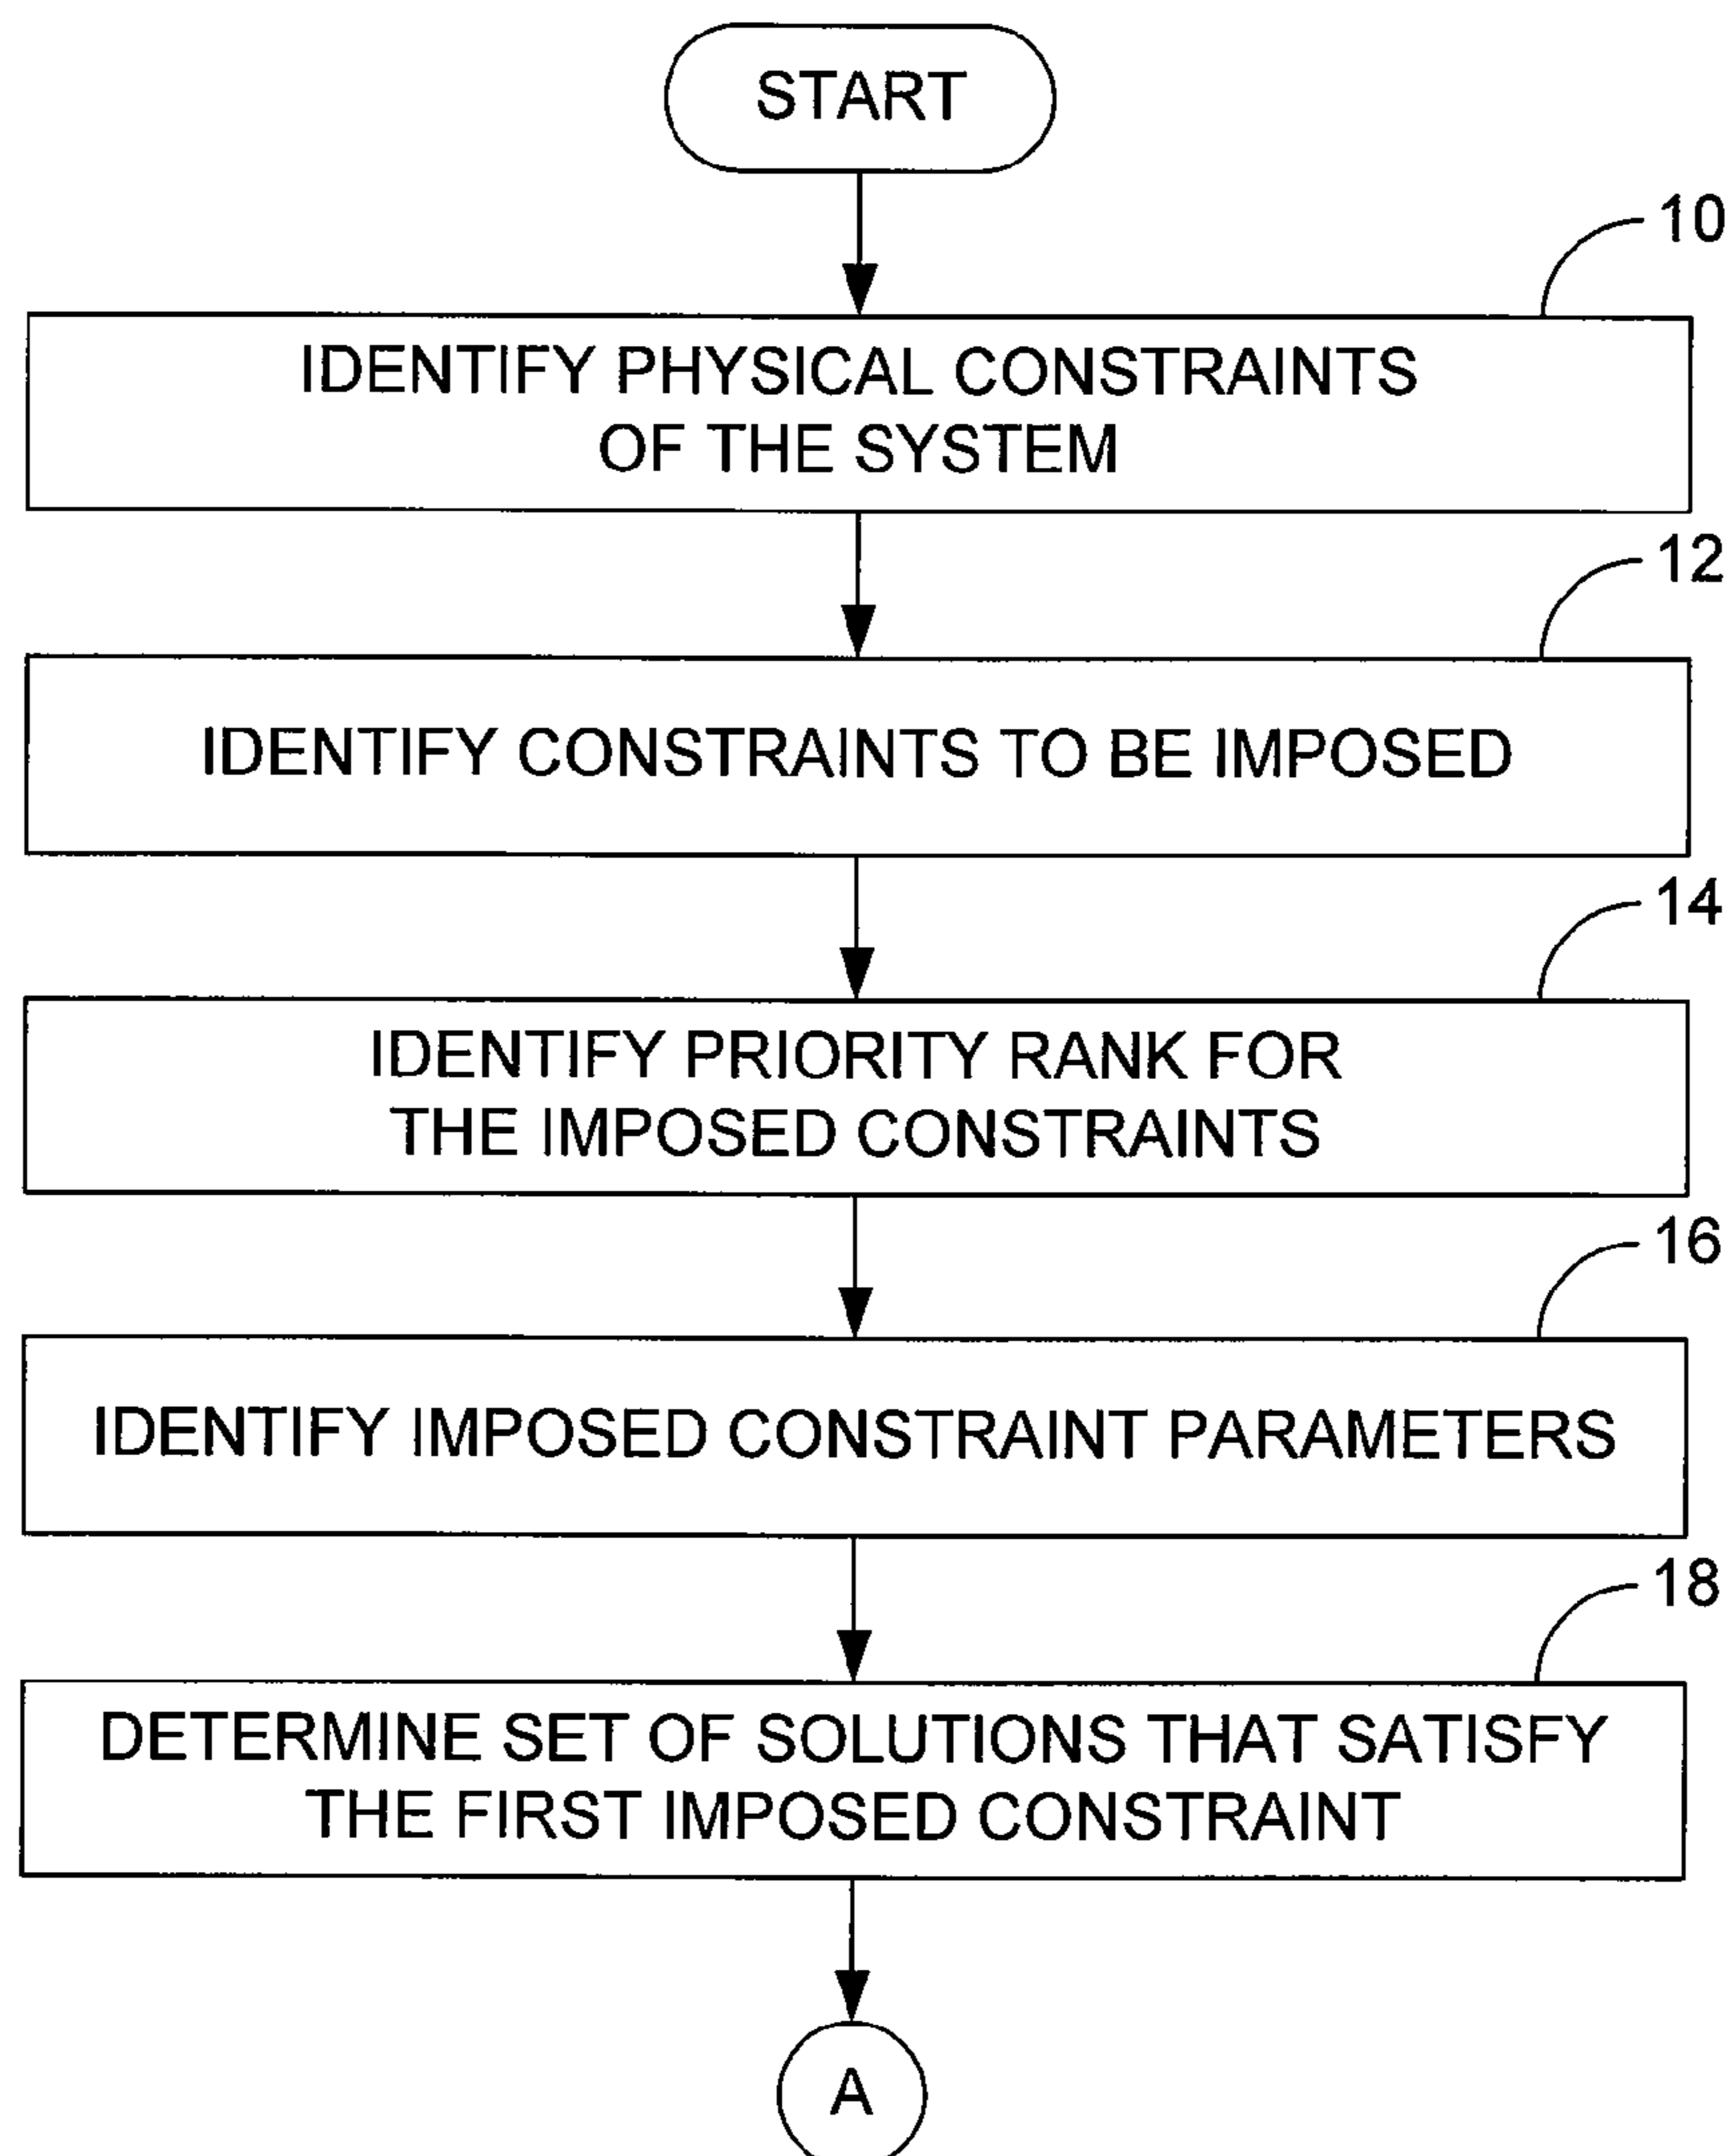 START
10
IDENTIFY PHYSICAL CONSTRAINTS
OF THE SYSTEM
12
IDENTIFY CONSTRAINTS TO BE IMPOSED
14
IDENTIFY PRIORITY RANK FOR
THE IMPOSED CONSTRAINTS
16
IDENTIFY IMPOSED CONSTRAINT PARAMETERS
18
DETERMINE SET OF SOLUTIONS THAT SATISFY
THE FIRST IMPOSED CONSTRAINT
A